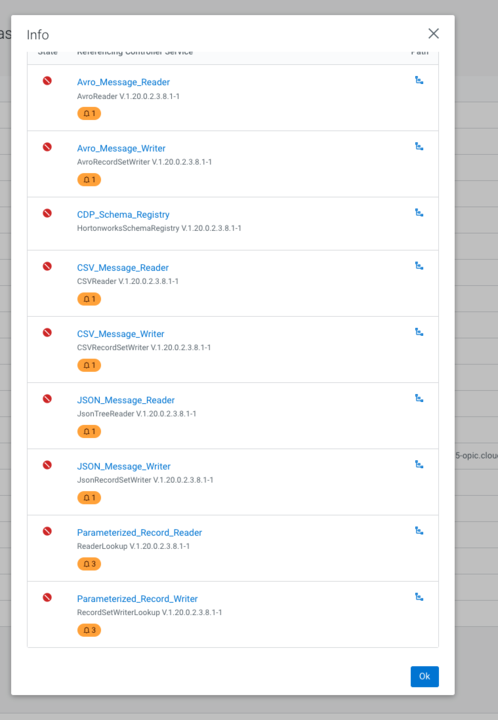 Info
State Referencing Controller Service Path
Avro_Message_Reader
AvroReader V.1.20.0.2.3.8.1-1
1
Avro_Message_Writer
AvroRecordSetWriter V.1.20.0.2.3.8.1-1
1
CDP_Schema_Registry
HortonworksSchemaRegistry V.1.20.0.2.3.8.1-1
CSV_Message_Reader
CSVReader V.1.20.0.2.3.8.1-1
1
CSV_Message_Writer
CSVRecordSetWriter V.1.20.0.2.3.8.1-1
1
JSON_Message_Reader
JsonTreeReader V.1.20.0.2.3.8.1-1
1
5-opic.clou
JSON_Message_Writer
JsonRecordSetWriter V.1.20.0.2.3.8.1-1
1
Parameterized_Record_Reader
ReaderLookup V.1.20.0.2.3.8.1-1
3
Parameterized_Record_Writer
RecordSetWriterLookup V.1.20.0.2.3.8.1-1
3
Ok